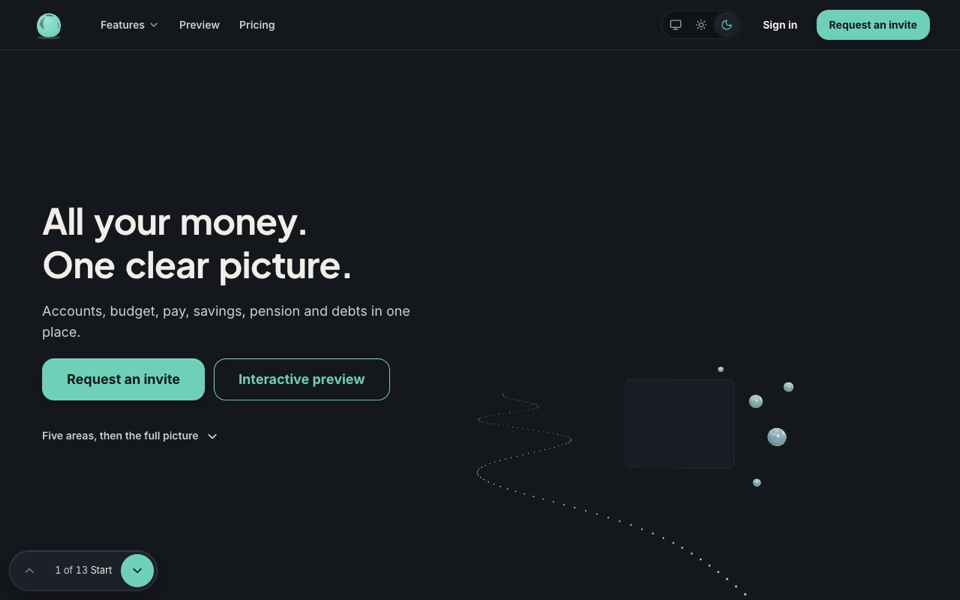 Features Preview Pricing Sign in Request an invite
All your money.
One clear picture.
Accounts, budget, pay, savings, pension and debts in one
place.
Request an invite Interactive preview
Five areas, then the full picture
1 of 13 Start